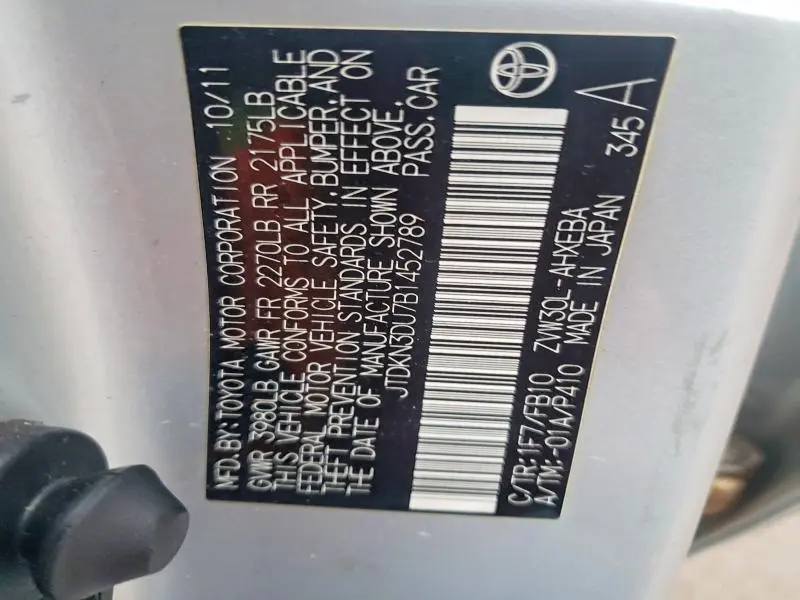 MFD.BY:TOYOTA MOTOR CORPORATION 10/11
GVWR 3980LB GAWR FR 2270LB RR 2175LB
THIS VEHICLE CONFORMS TO ALL APPLICABLE
FEDERAL MOTOR VEHICLE SAFETY, BUMPER, AND
THEFT PREVENTION STANDARDS IN EFFECT ON
THE DATE OF MANUFACTURE SHOWN ABOVE.
JTDKN3DU7B1452789 PASS.CAR
C/TR:1F7/FB10 ZVW30L-AHXEBA 345 A
A/TM:-01A/P410 MADE IN JAPAN